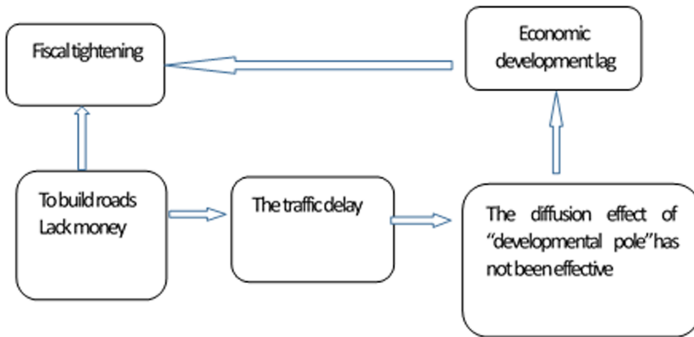 Fiscal tightening
Economic
development lag
To build roads
Lack money
The traffic delay
The diffusion effect of
“developmental pole”has
not been effective